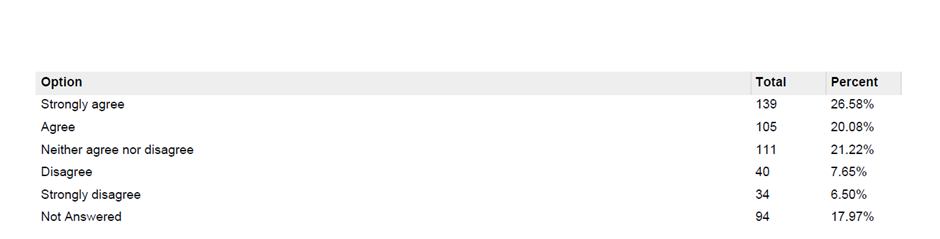 Option Total Percent
Strongly agree 139 26.58%
Agree 105 20.08%
Neither agree nor disagree 111 21.22%
Disagree 40 7.65%
Strongly disagree 34 6.50%
Not Answered 94 17.97%